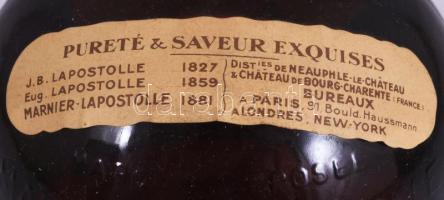 PURETÉ & SAVEUR EXQUISES
J.B. LAPOSTOLLE 1827
Eug. LAPOSTOLLE 1859
MARNIER-LAPOSTOLLE 1881
DISTIES DE NEAUPHLE-LE-CHÂTEAU
& CHÂTEAU DE BOURG-CHARENTE (FRANCE)
BUREAUX
A PARIS, 91, Bould. Haussmann
A LONDRES, NEW-YORK